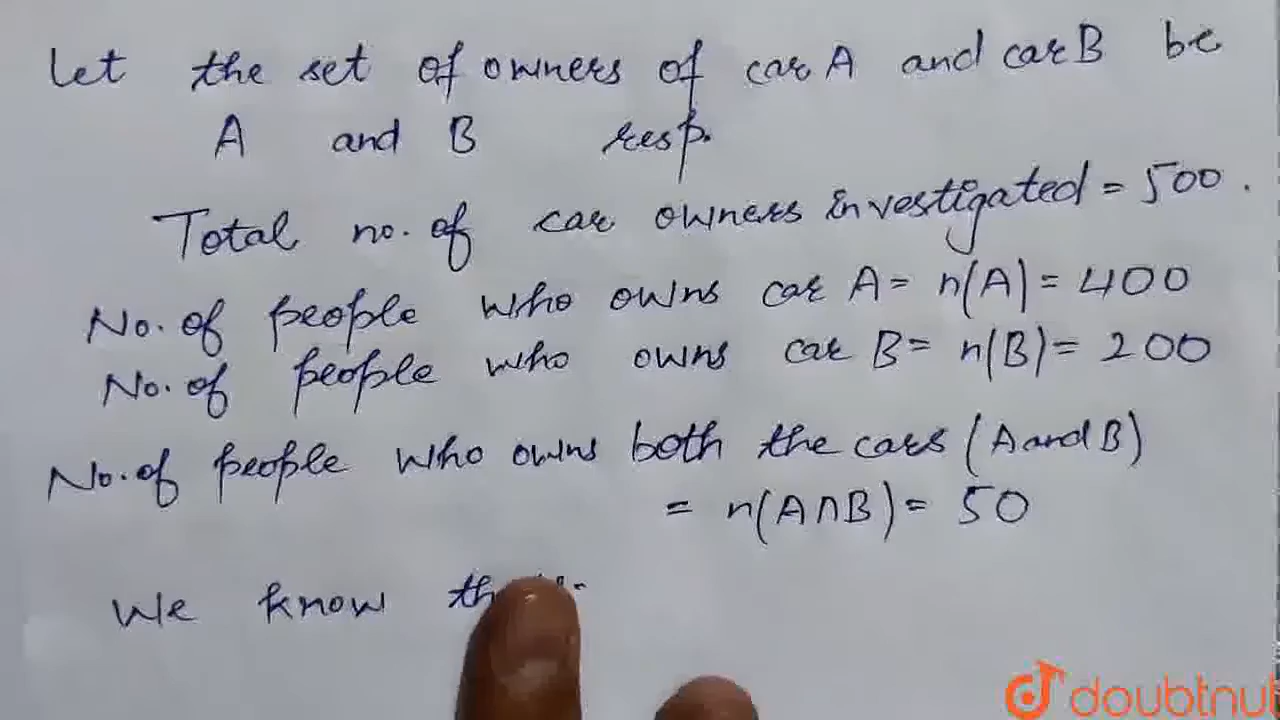 Let the set of owners of car A and car B be
A and B resp.
Total no. of car owners investigated = 500.
No. of people who owns car A = n(A) = 400
No. of people who owns car B = n(B) = 200
No. of people who owns both the cars (A and B)
= n(A∩B) = 50
We know
doubtnut